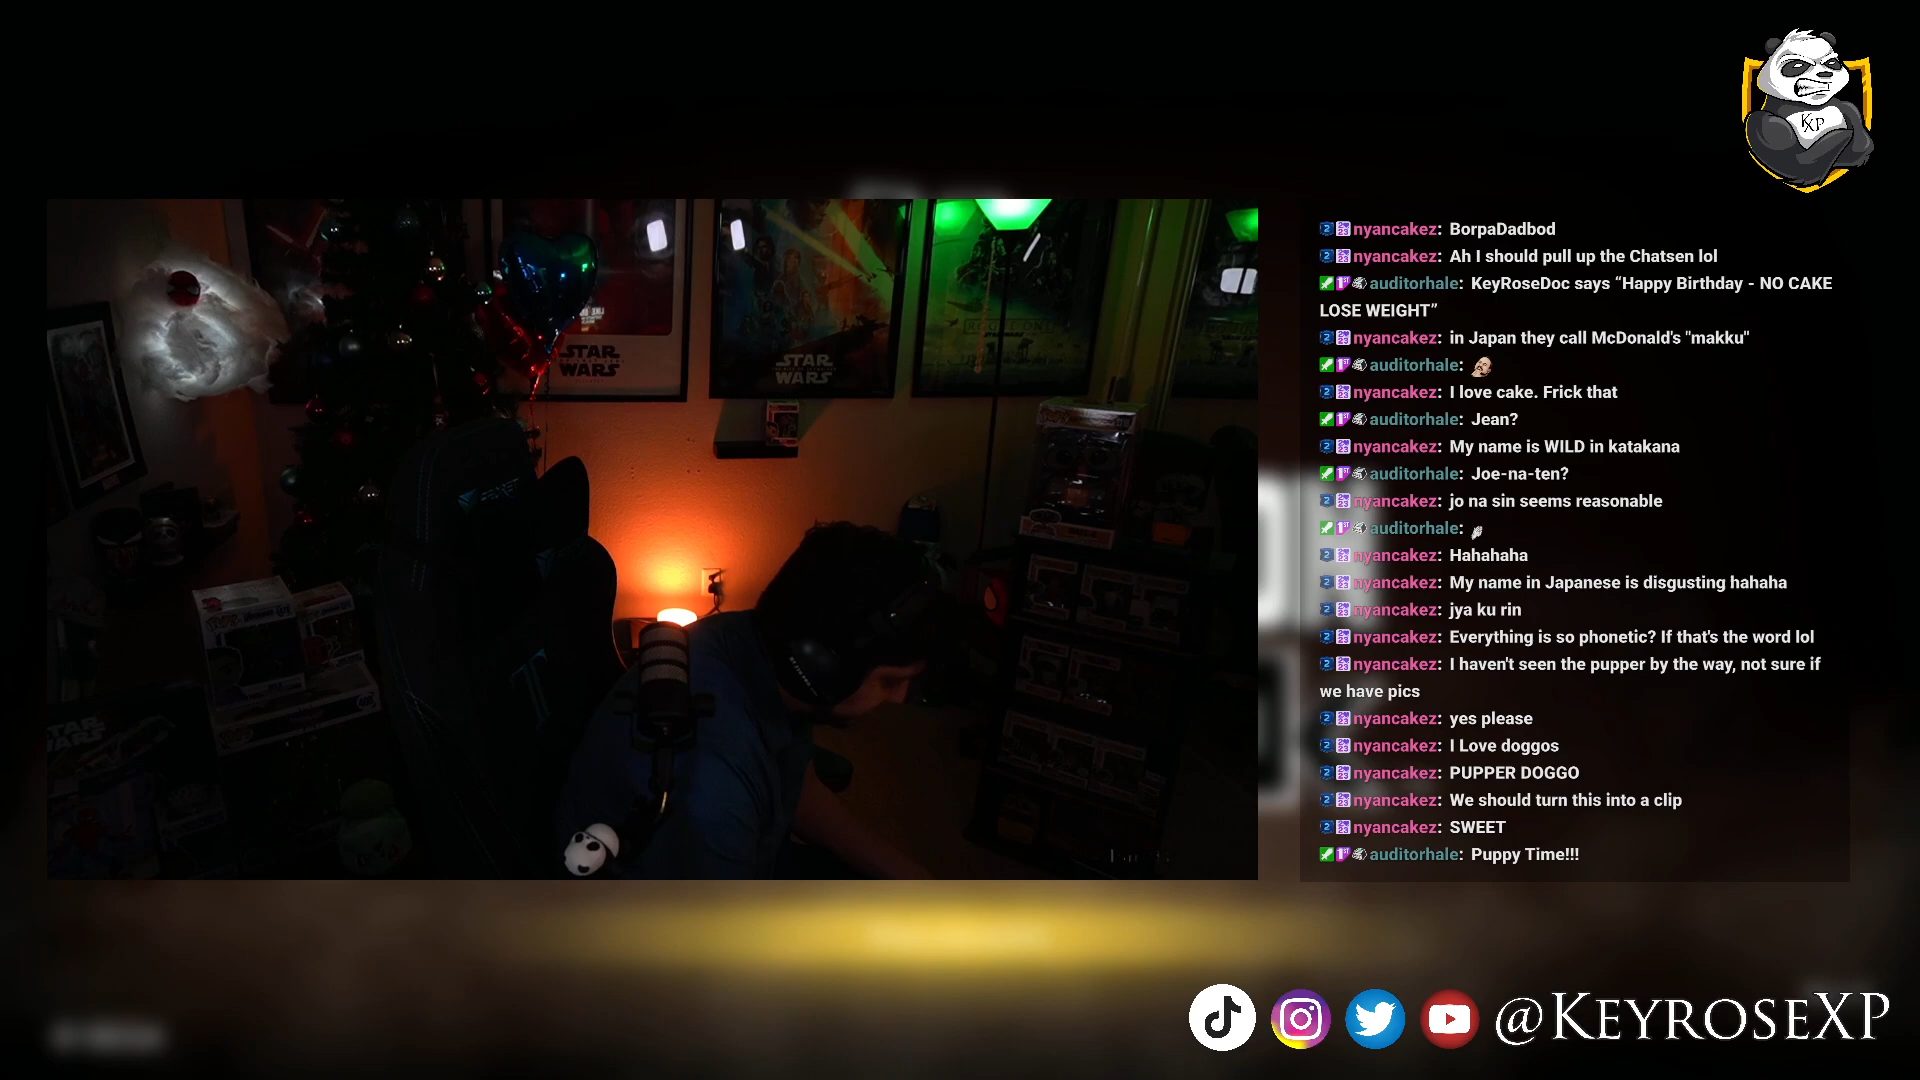 KXP
STAR
WARS
STAR
WARS
ROGUE ONE
WARS
nyancakez: BorpaDadbod
nyancakez: Ah I should pull up the Chatsen lol
auditorhale: KeyRoseDoc says “Happy Birthday - NO CAKE
LOSE WEIGHT”
nyancakez: in Japan they call McDonald's "makku"
auditorhale:
nyancakez: I love cake. Frick that
auditorhale: Jean?
nyancakez: My name is WILD in katakana
auditorhale: Joe-na-ten?
nyancakez: jo na sin seems reasonable
auditorhale:
nyancakez: Hahahaha
nyancakez: My name in Japanese is disgusting hahaha
nyancakez: jya ku rin
nyancakez: Everything is so phonetic? If that's the word lol
nyancakez: I haven't seen the pupper by the way, not sure if
we have pics
nyancakez: yes please
nyancakez: I Love doggos
nyancakez: PUPPER DOGGO
nyancakez: We should turn this into a clip
nyancakez: SWEET
auditorhale: Puppy Time!!!
@KEYROSEXP